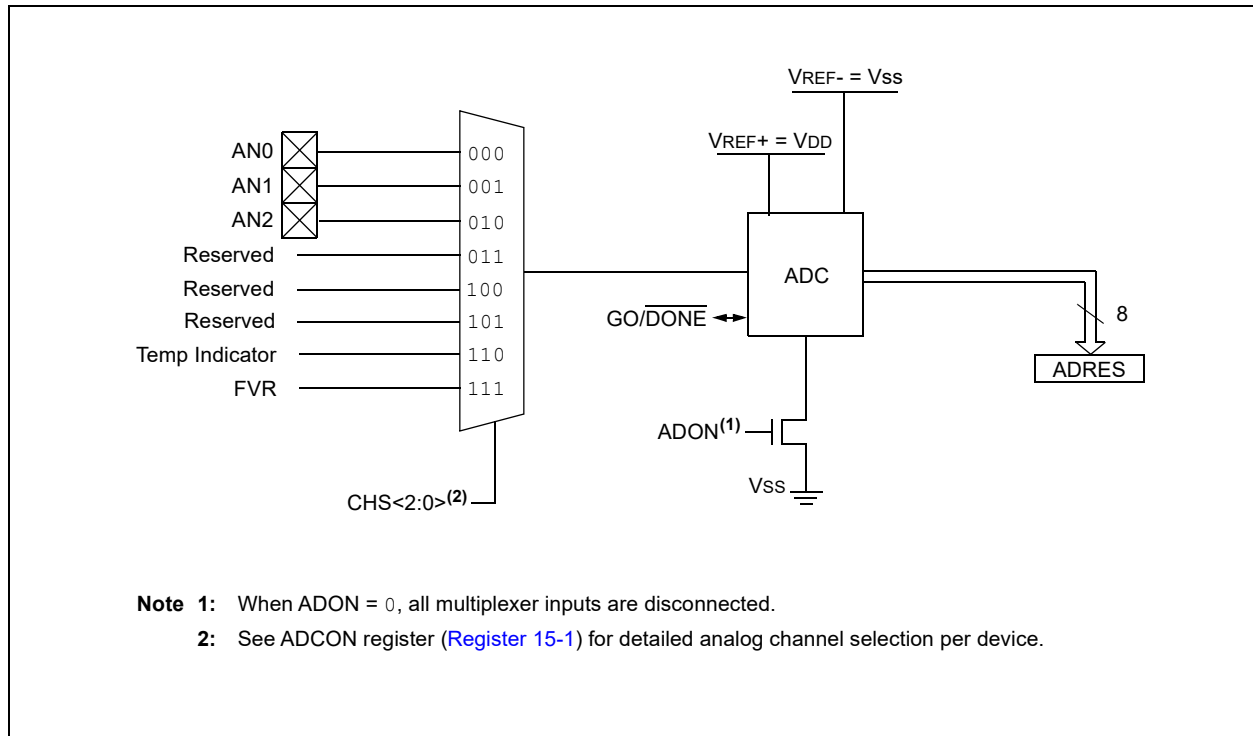 VREF- = Vss
VREF+ = VDD
AN0
000
AN1
001
AN2
010
Reserved
011
Reserved
100
Reserved
101
Temp Indicator
110
FVR
111
ADC
GO/DONE
8
ADRES
ADON(1)
VSS
CHS<2:0>(2)
Note 1: When ADON = 0, all multiplexer inputs are disconnected.
2: See ADCON register (Register 15-1) for detailed analog channel selection per device.